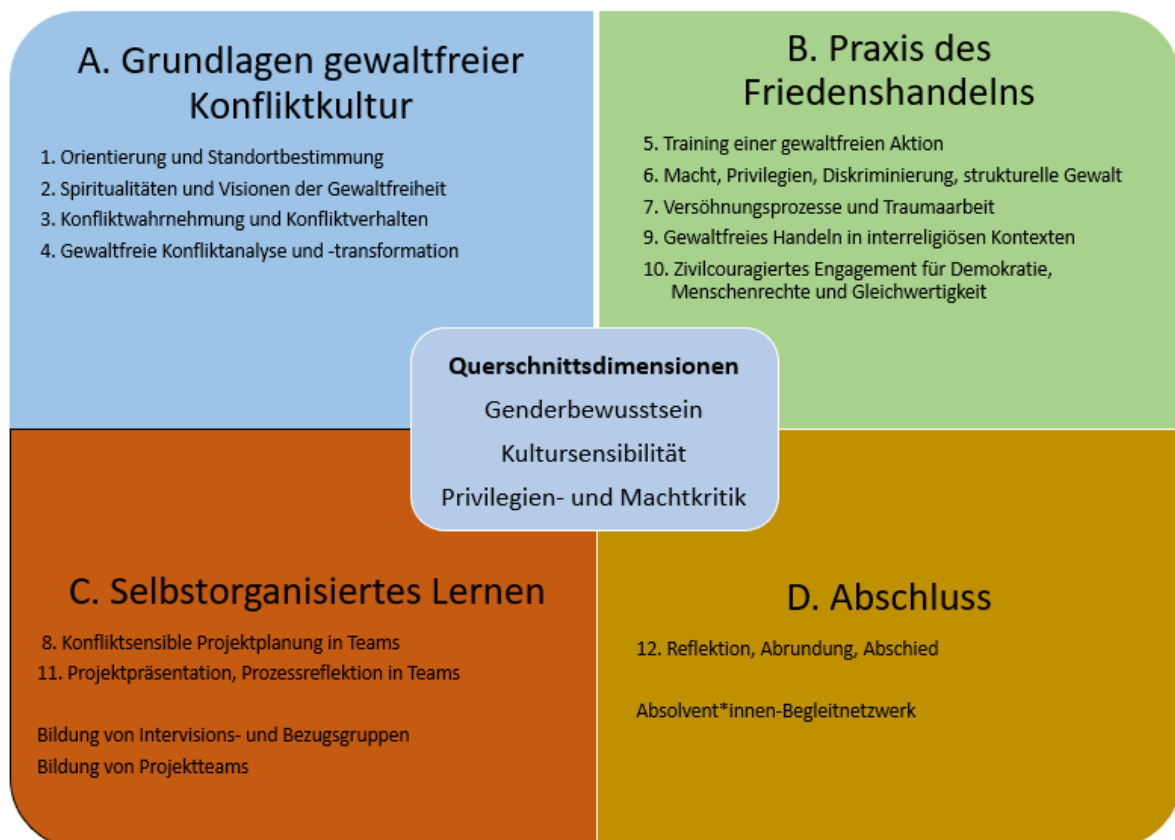 A. Grundlagen gewaltfreier
Konfliktkultur
1. Orientierung und Standortbestimmung
2. Spiritualitäten und Visionen der Gewaltfreiheit
3. Konfliktwahrnehmung und Konfliktverhalten
4. Gewaltfreie Konfliktanalyse und -transformation
B. Praxis des
Friedenshandelns
5. Training einer gewaltfreien Aktion
6. Macht, Privilegien, Diskriminierung, strukturelle Gewalt
7. Versöhnungsprozesse und Traumaarbeit
9. Gewaltfreies Handeln in interreligiösen Kontexten
10. Zivilcouragiertes Engagement für Demokratie,
Menschenrechte und Gleichwertigkeit
Querschnittsdimensionen
Genderbewusstsein
Kultursensibilität
Privilegien- und Machtkritik
C. Selbstorganisiertes Lernen
8. Konfliktsensible Projektplanung in Teams
11. Projektpräsentation, Prozessreflektion in Teams
Bildung von Intervisions- und Bezugsgruppen
Bildung von Projektteams
D. Abschluss
12. Reflektion, Abrundung, Abschied
Absolvent*innen-Begleitnetzwerk